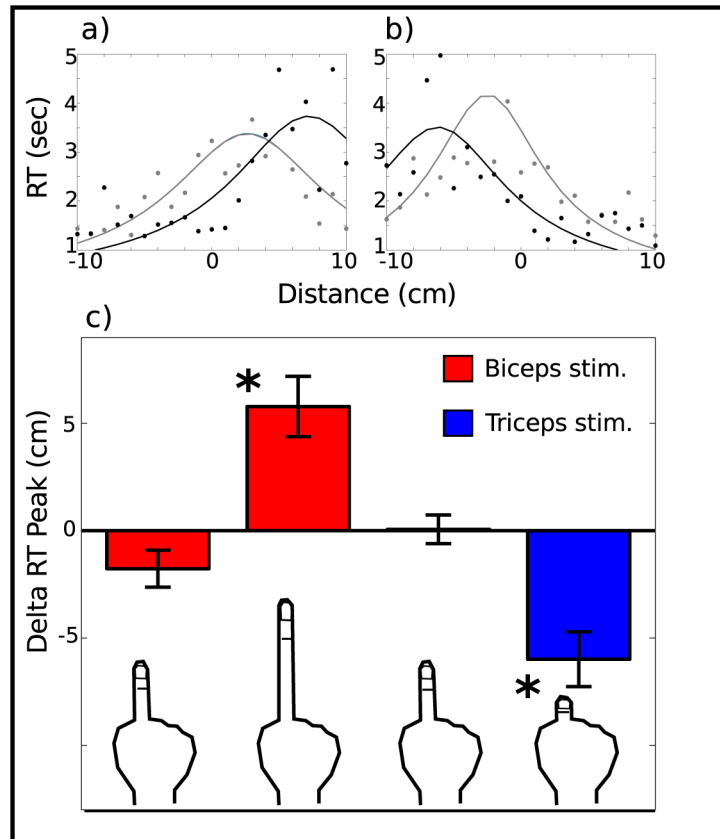 a)
b)
5
4
3
2
1
RT (sec)
-10
0
10
5
4
3
2
1
-10
0
10
Distance (cm)
c)
*
Biceps stim.
Triceps stim.
5
0
-5
Delta RT Peak (cm)
*